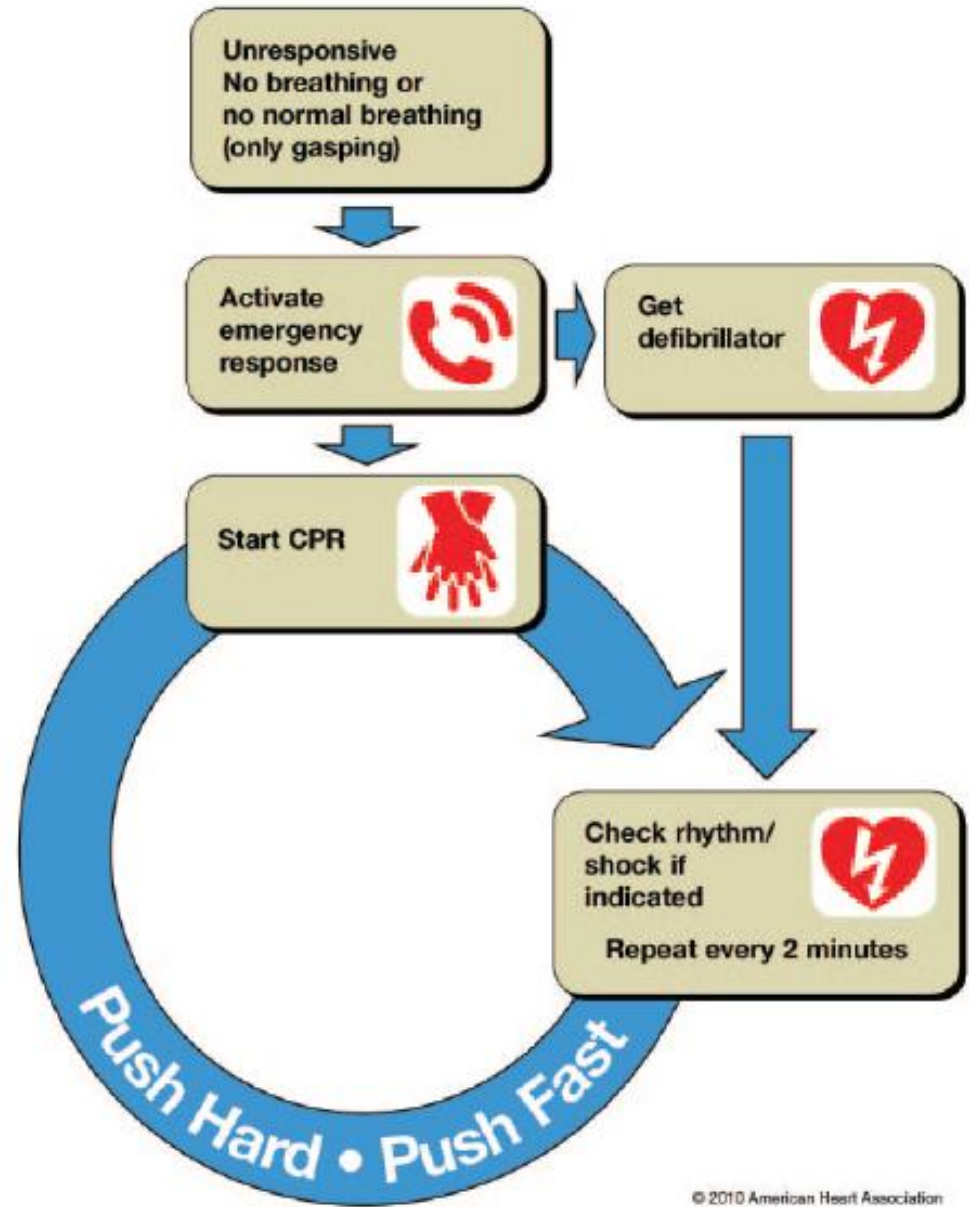 Unresponsive
No breathing or
no normal breathing
(only gasping)
Activate
emergency
response
Get
defibrillator
Start CPR
Check rhythm/
shock if
indicated
Repeat every 2 minutes
Push Hard • Push Fast
© 2010 American Heart Association